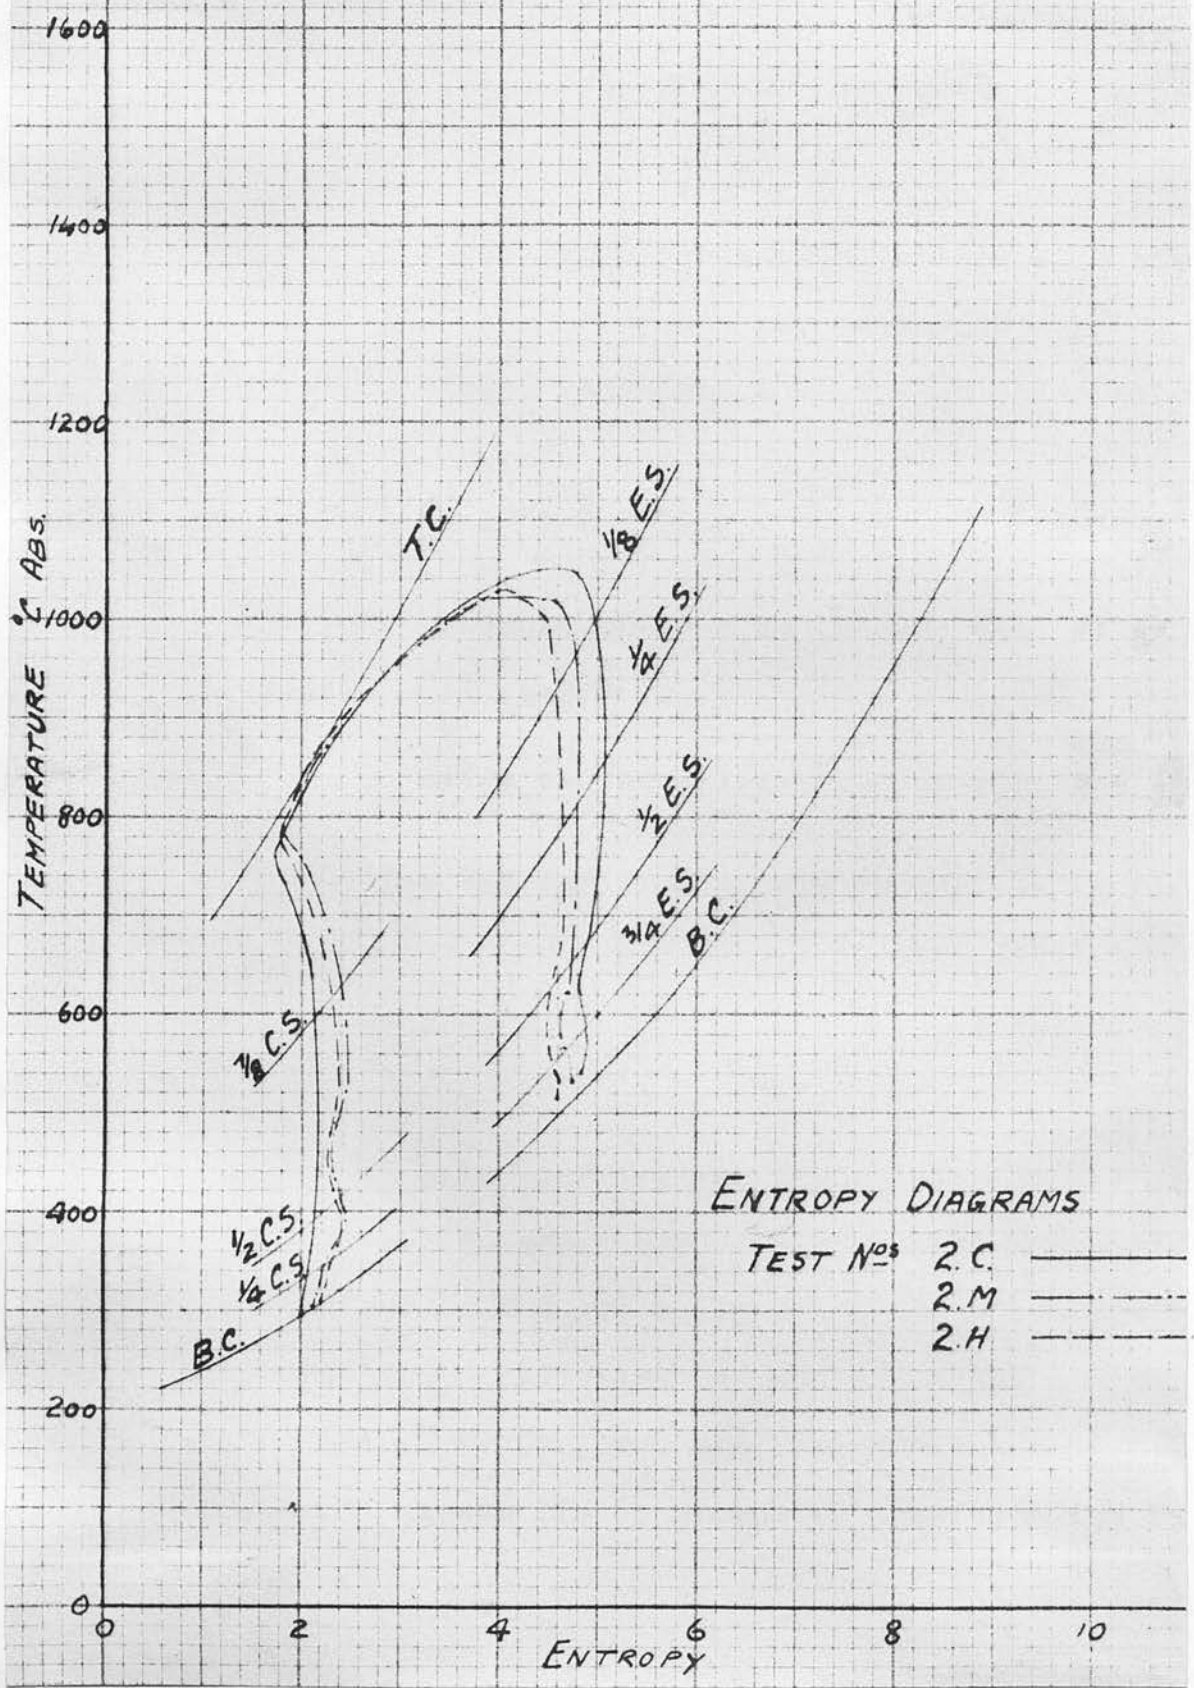 1600
1400
1200
1000
800
600
400
200
0
TEMPERATURE °C ABS.
T.C.
1/8 E.S.
1/4 E.S.
1/2 E.S.
3/4 E.S.
B.C.
7/8 C.S.
1/2 C.S.
1/4 C.S.
B.C.
ENTROPY DIAGRAMS
TEST Nos 2.C.
2.M
2.H
0 2 4 6 8 10
ENTROPY